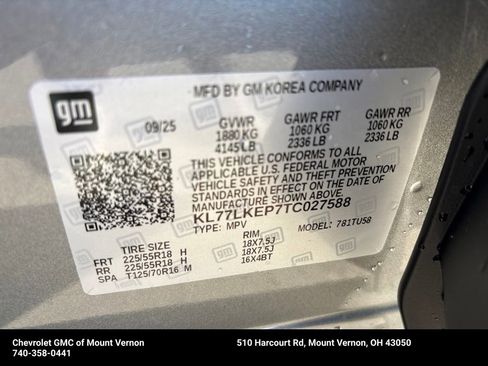 MFD BY GM KOREA COMPANY
gm
09/25 GVWR GAWR FRT GAWR RR
1880 KG 1060 KG 1060 KG
4145 LB 2336 LB 2336 LB
THIS VEHICLE CONFORMS TO ALL
APPLICABLE U.S. FEDERAL MOTOR
VEHICLE SAFETY AND THEFT PREVENTION
STANDARDS IN EFFECT ON THE DATE OF
MANUFACTURE SHOWN ABOVE.
KL77LKEP7TC027588
TYPE: MPV MODEL: 781TU58
TIRE SIZE RIM
FRT 225/55R18 H 18X7.5J
RR 225/55R18 H 18X7.5J
SPA T125/70R16 M 16X4BT
Chevrolet GMC of Mount Vernon 510 Harcourt Rd, Mount Vernon, OH 43050
740-358-0441